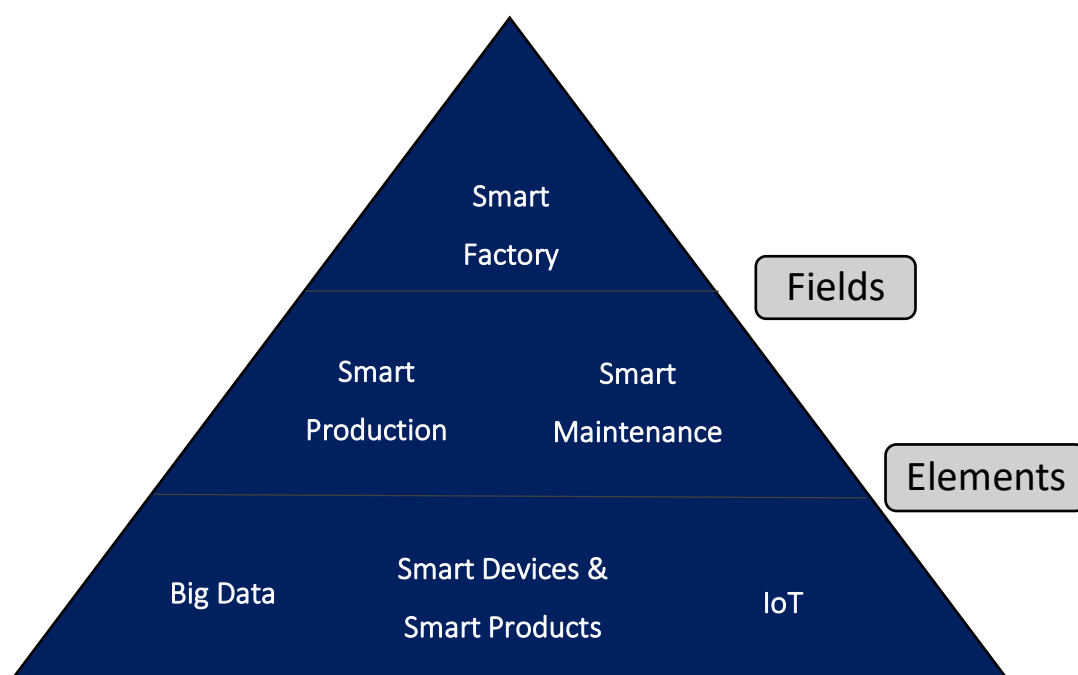 Smart
Factory
Fields
Smart
Production
Smart
Maintenance
Elements
Big Data
Smart Devices &
Smart Products
IoT